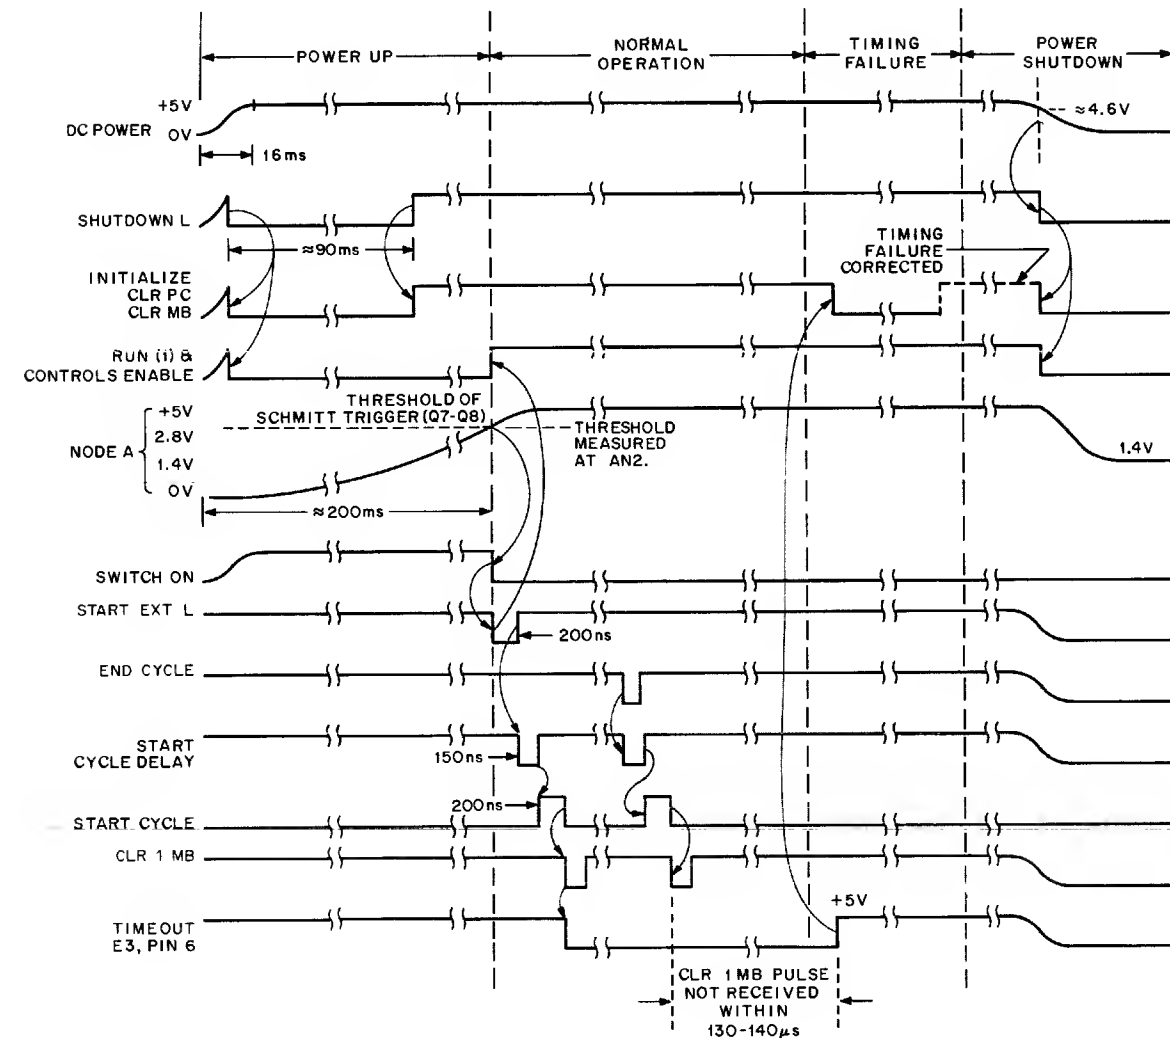 POWER UP
NORMAL
OPERATION
TIMING
FAILURE
POWER
SHUTDOWN
+5V
DC POWER
0V
≈4.6V
16ms
SHUTDOWN L
≈90ms
TIMING
FAILURE
CORRECTED
INITIALIZE
CLR PC
CLR MB
RUN (1) &
CONTROLS ENABLE
THRESHOLD OF
SCHMITT TRIGGER (Q7-Q8)
THRESHOLD
MEASURED
AT AN2.
NODE A
+5V
2.8V
1.4V
0V
1.4V
≈200ms
SWITCH ON
START EXT L
200ns
END CYCLE
START
CYCLE DELAY
150ns
200ns
START CYCLE
CLR 1 MB
+5V
TIMEOUT
E3, PIN 6
CLR 1 MB PULSE
NOT RECEIVED
WITHIN
130-140μs